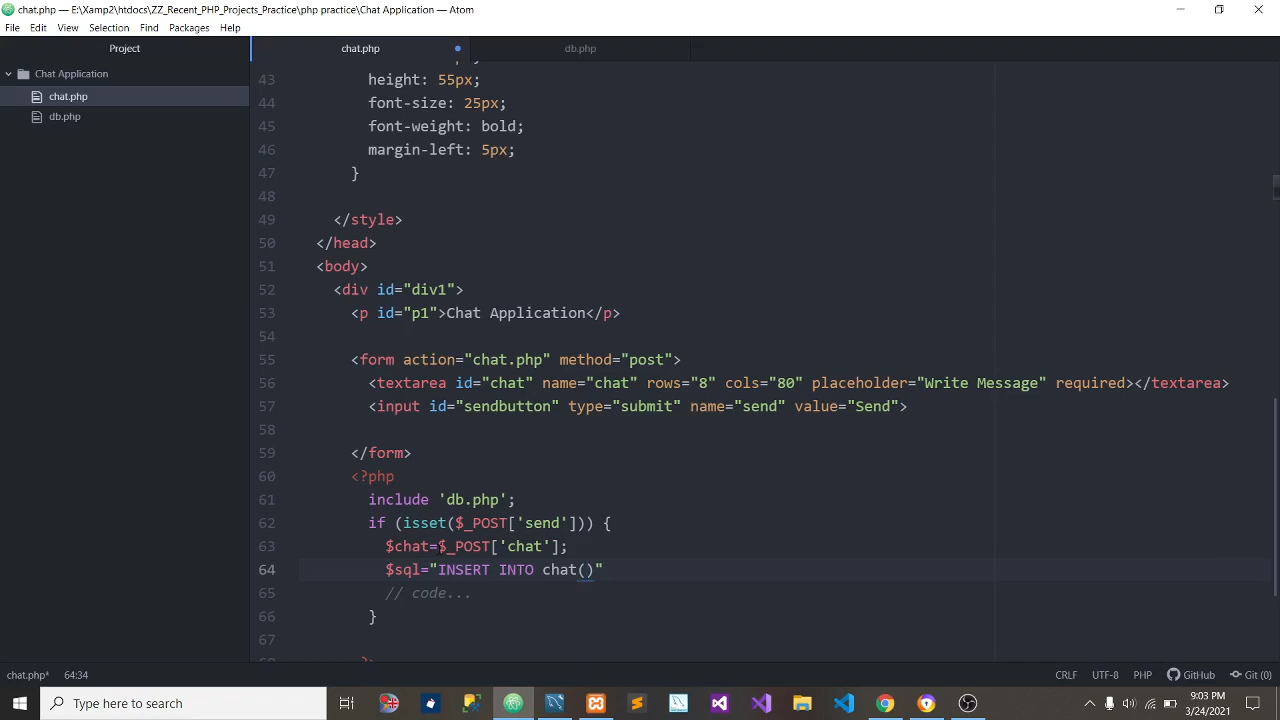 chat.php — E:\Xamp2\htdocs\ZZ_Recent_PHP_Projects_Practice\php practice\Chat Application — Atom
File Edit View Selection Find Packages Help
Project
chat.php
db.php
Chat Application
chat.php
db.php
43 height: 55px;
44 font-size: 25px;
45 font-weight: bold;
46 margin-left: 5px;
47 }
48
49 </style>
50 </head>
51 <body>
52 <div id="div1">
53 <p id="p1">Chat Application</p>
54
55 <form action="chat.php" method="post">
56 <textarea id="chat" name="chat" rows="8" cols="80" placeholder="Write Message" required></textarea>
57 <input id="sendbutton" type="submit" name="send" value="Send">
58
59 </form>
60 <?php
61 include 'db.php';
62 if (isset($_POST['send'])) {
63 $chat=$_POST['chat'];
64 $sql="INSERT INTO chat()"
65 // code...
66 }
67
68 ?>
chat.php* 64:34
CRLF UTF-8 PHP GitHub Git (0)
Type here to search
9:03 PM
3/24/2021